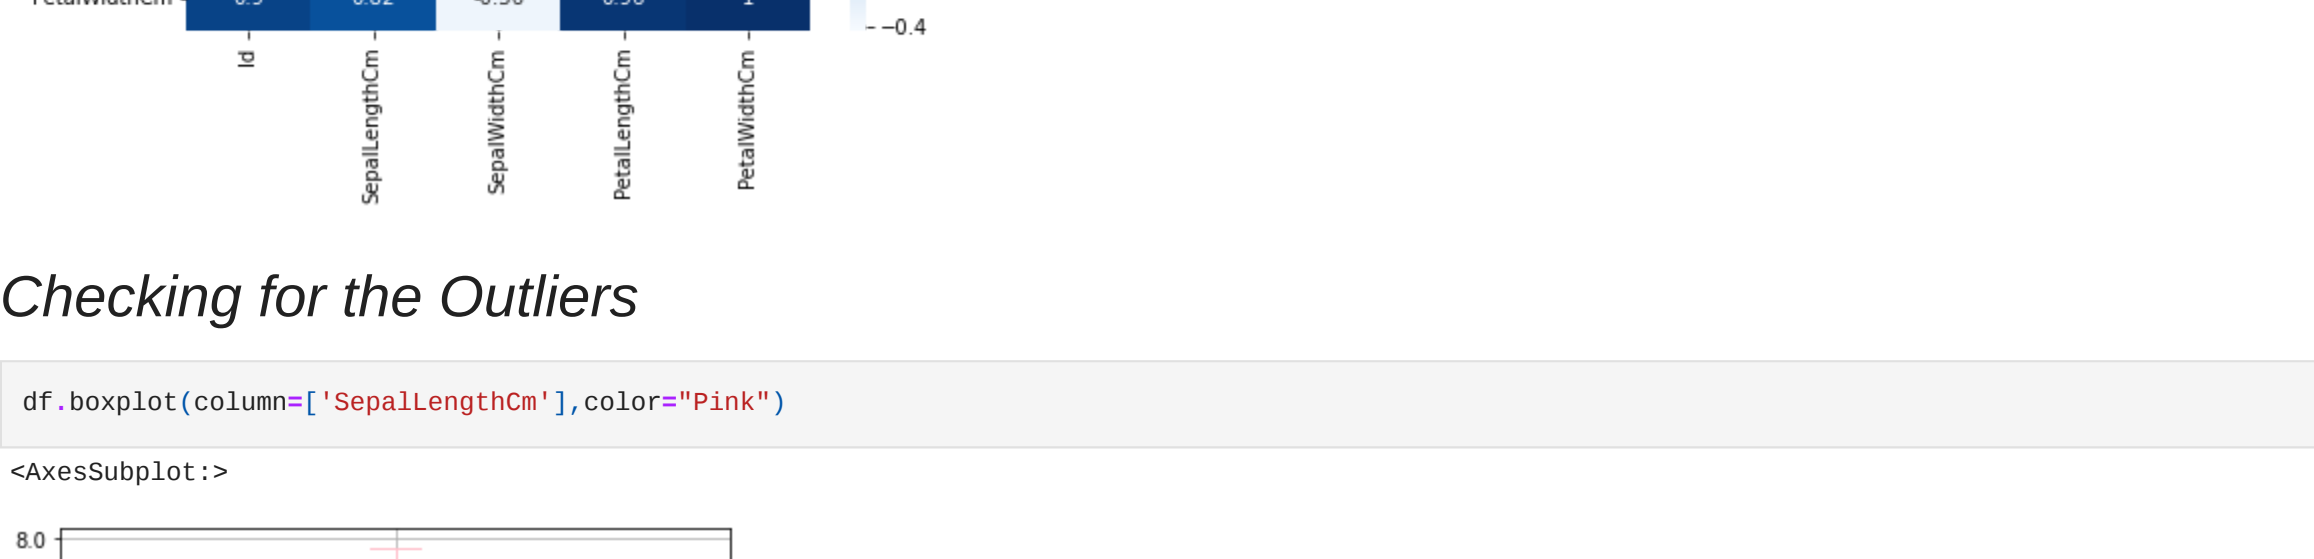 −0.4
Id
SepalLengthCm
SepalWidthCm
PetalLengthCm
PetalWidthCm
Checking for the Outliers
df.boxplot(column=['SepalLengthCm'],color="Pink")
<AxesSubplot:>
8.0